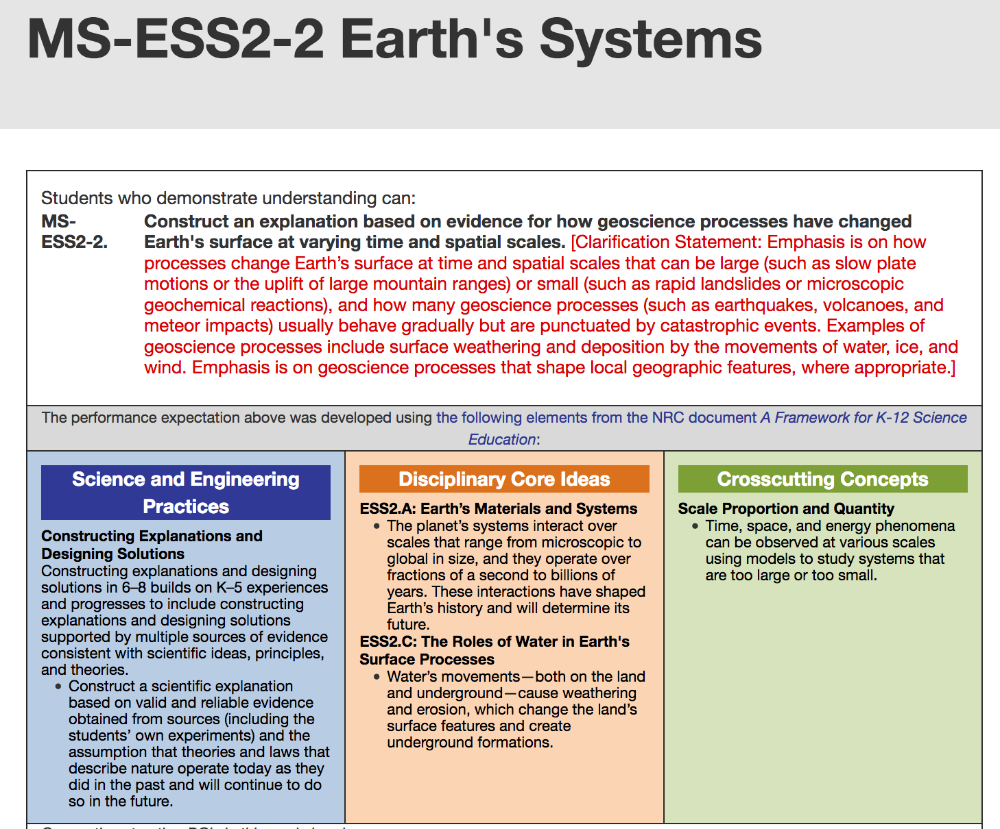 MS-ESS2-2 Earth's Systems
Students who demonstrate understanding can:
MS-
ESS2-2.
Construct an explanation based on evidence for how geoscience processes have changed
Earth's surface at varying time and spatial scales. [Clarification Statement: Emphasis is on how
processes change Earth’s surface at time and spatial scales that can be large (such as slow plate
motions or the uplift of large mountain ranges) or small (such as rapid landslides or microscopic
geochemical reactions), and how many geoscience processes (such as earthquakes, volcanoes, and
meteor impacts) usually behave gradually but are punctuated by catastrophic events. Examples of
geoscience processes include surface weathering and deposition by the movements of water, ice, and
wind. Emphasis is on geoscience processes that shape local geographic features, where appropriate.]
The performance expectation above was developed using the following elements from the NRC document A Framework for K-12 Science
Education:
Science and Engineering
Practices
Constructing Explanations and
Designing Solutions
Constructing explanations and designing
solutions in 6–8 builds on K–5 experiences
and progresses to include constructing
explanations and designing solutions
supported by multiple sources of evidence
consistent with scientific ideas, principles,
and theories.
• Construct a scientific explanation
based on valid and reliable evidence
obtained from sources (including the
students’ own experiments) and the
assumption that theories and laws that
describe nature operate today as they
did in the past and will continue to do
so in the future.
Disciplinary Core Ideas
ESS2.A: Earth’s Materials and Systems
• The planet’s systems interact over
scales that range from microscopic to
global in size, and they operate over
fractions of a second to billions of
years. These interactions have shaped
Earth’s history and will determine its
future.
ESS2.C: The Roles of Water in Earth's
Surface Processes
• Water’s movements—both on the land
and underground—cause weathering
and erosion, which change the land’s
surface features and create
underground formations.
Crosscutting Concepts
Scale Proportion and Quantity
• Time, space, and energy phenomena
can be observed at various scales
using models to study systems that
are too large or too small.